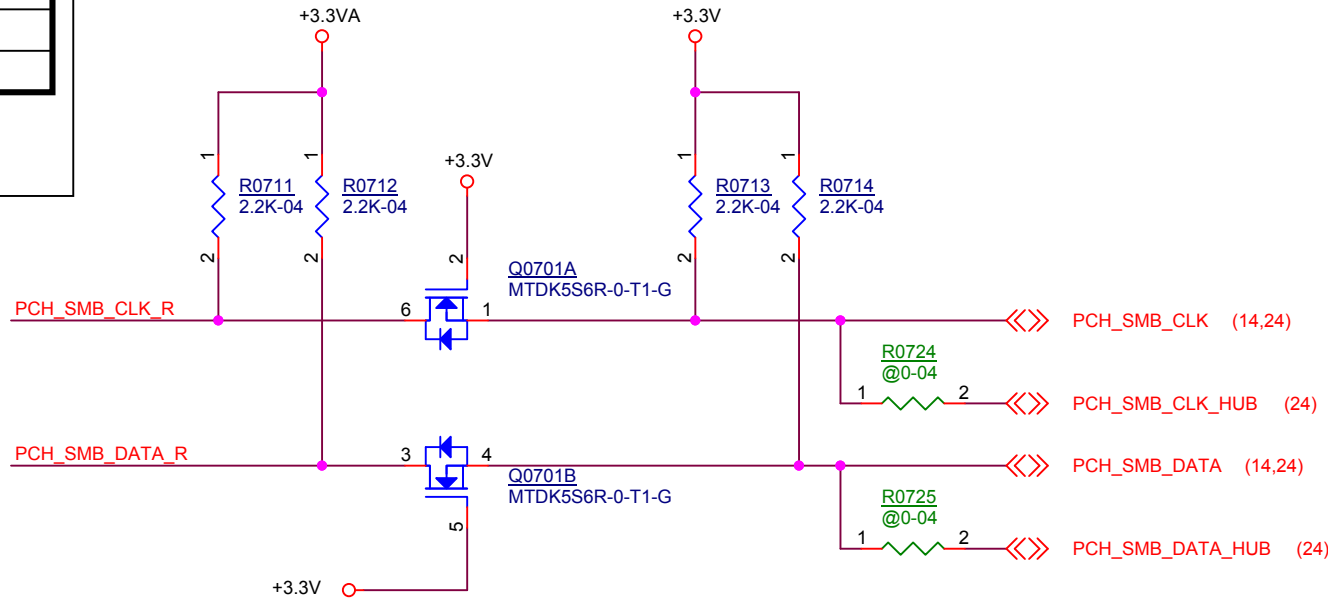 +3.3VA
+3.3V
1
1
1
1
+3.3V
R0711
2.2K-04
R0712
2.2K-04
R0713
2.2K-04
R0714
2.2K-04
2
2
2
2
2
Q0701A
MTDK5S6R-0-T1-G
PCH_SMB_CLK_R
6
1
PCH_SMB_CLK (14,24)
R0724
@0-04
1
2
PCH_SMB_CLK_HUB (24)
PCH_SMB_DATA_R
3
4
PCH_SMB_DATA (14,24)
Q0701B
MTDK5S6R-0-T1-G
R0725
@0-04
5
1
2
PCH_SMB_DATA_HUB (24)
+3.3V